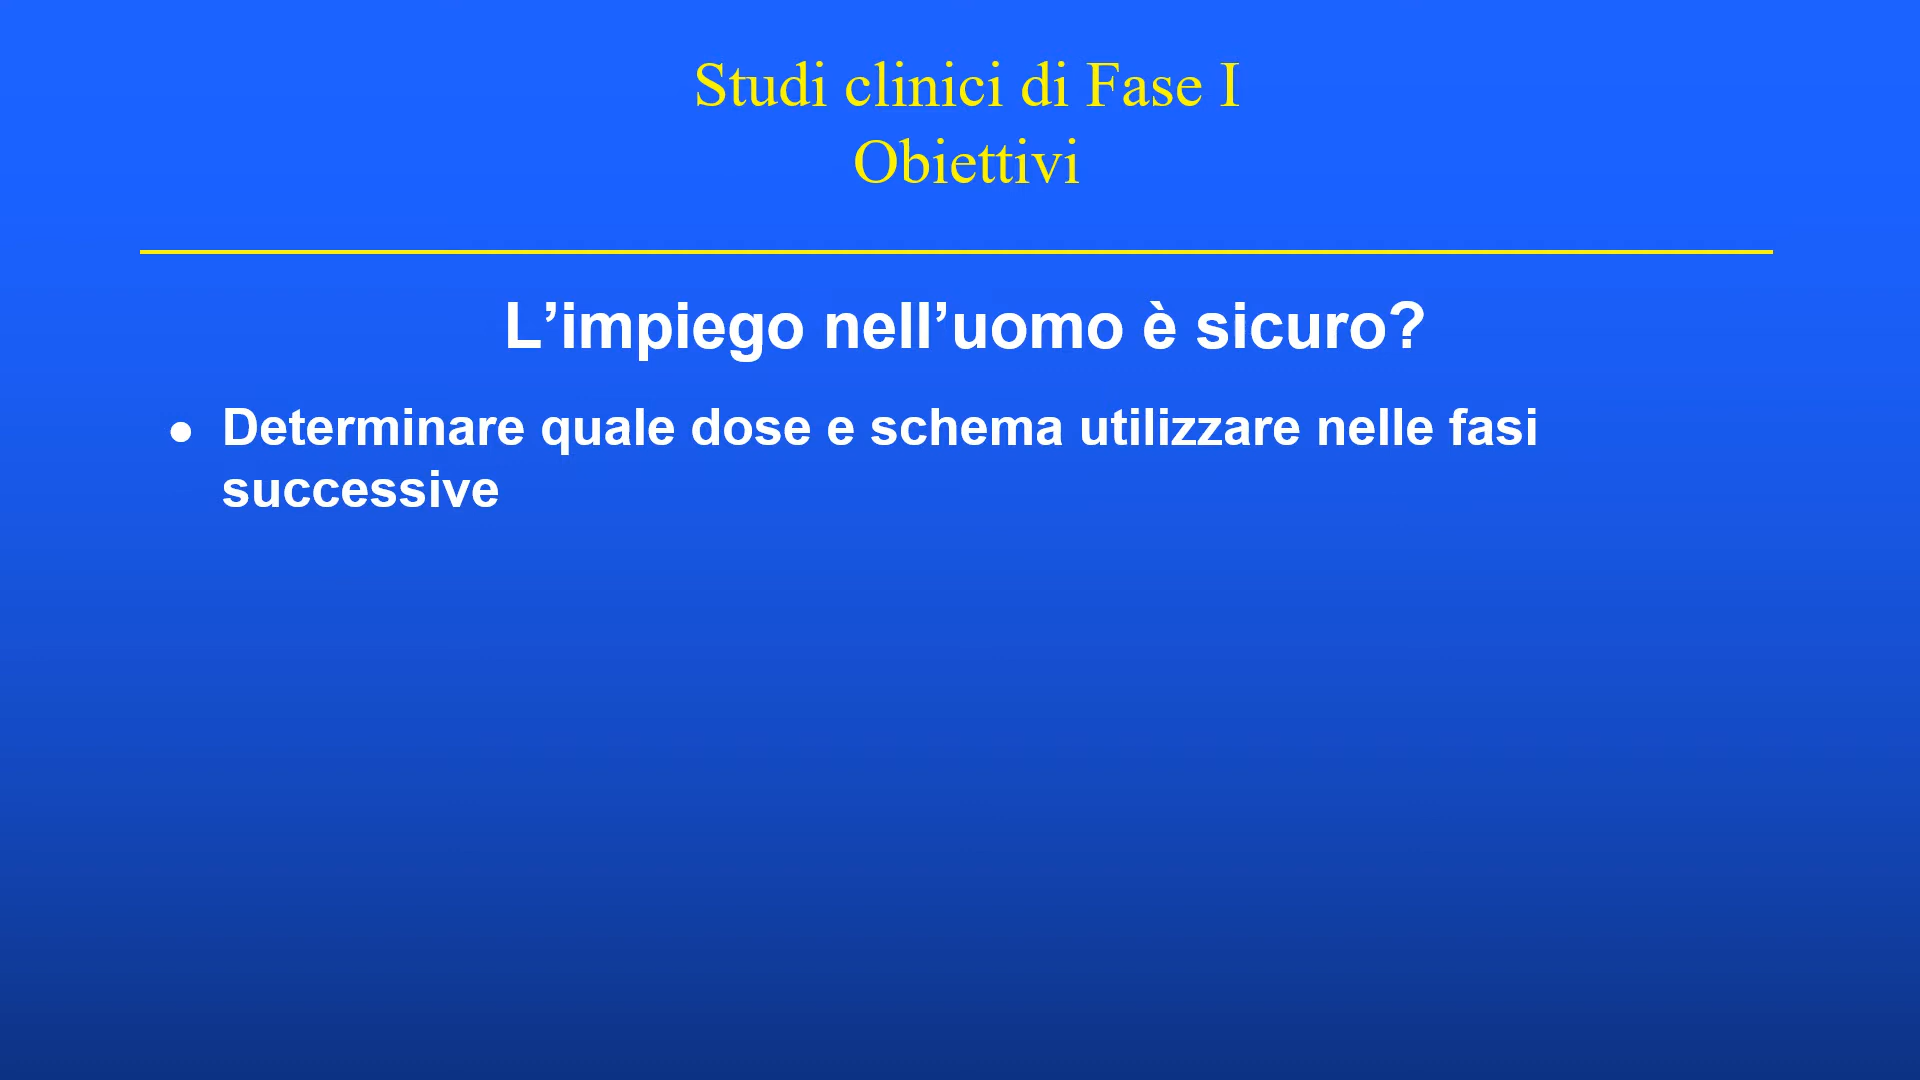 Studi clinici di Fase I
Obiettivi
L’impiego nell’uomo è sicuro?
● Determinare quale dose e schema utilizzare nelle fasi
successive